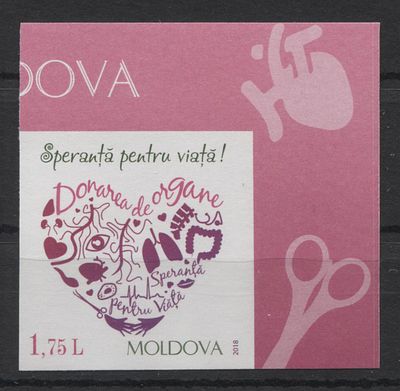 DOVA
Speranță pentru viață!
Donarea de organe
Speranță
pentru Viață
1,75 L MOLDOVA 2018